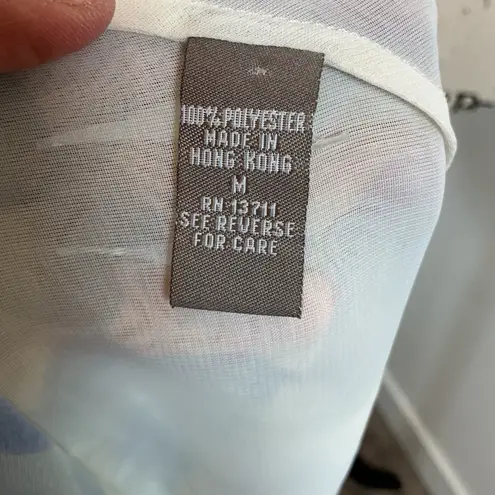 100% POLYESTER
MADE IN
HONG KONG
M
RN 13711
SEE REVERSE
FOR CARE